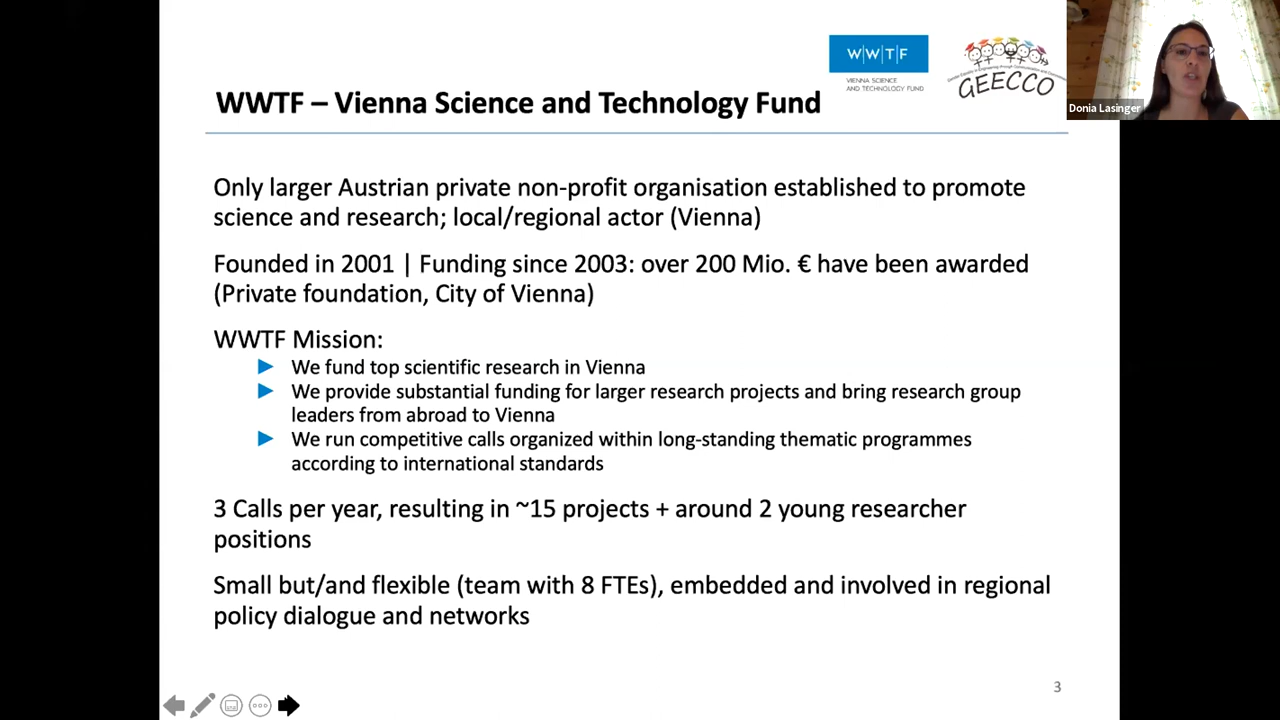 W|W|T|F
VIENNA SCIENCE
AND TECHNOLOGY FUND
GEECCO
Donia Lasinger
WWTF – Vienna Science and Technology Fund
Only larger Austrian private non-profit organisation established to promote
science and research; local/regional actor (Vienna)
Founded in 2001 | Funding since 2003: over 200 Mio. € have been awarded
(Private foundation, City of Vienna)
WWTF Mission:
We fund top scientific research in Vienna
We provide substantial funding for larger research projects and bring research group
leaders from abroad to Vienna
We run competitive calls organized within long-standing thematic programmes
according to international standards
3 Calls per year, resulting in ~15 projects + around 2 young researcher
positions
Small but/and flexible (team with 8 FTEs), embedded and involved in regional
policy dialogue and networks
3